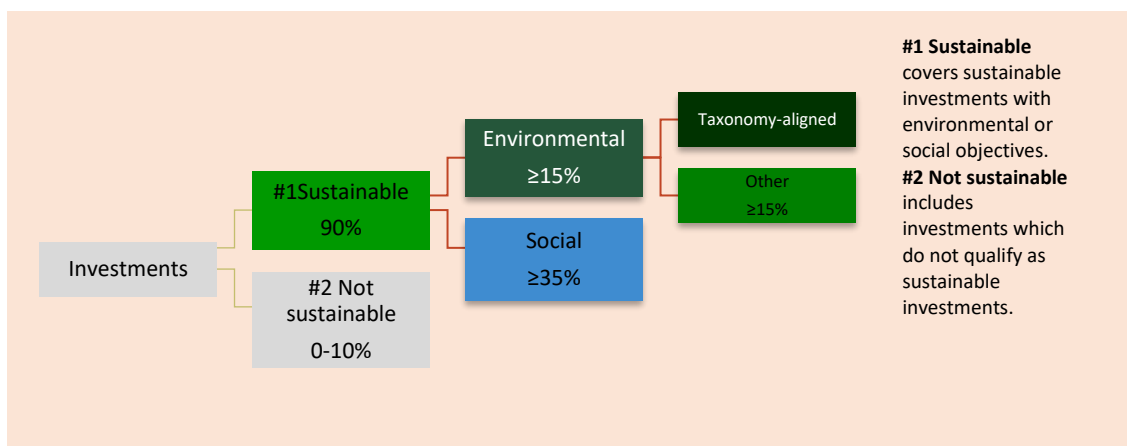 Investments
#1Sustainable
90%
#2 Not
sustainable
0-10%
Environmental
≥15%
Social
≥35%
Taxonomy-aligned
Other
≥15%
#1 Sustainable
covers sustainable
investments with
environmental or
social objectives.
#2 Not sustainable
includes
investments which
do not qualify as
sustainable
investments.